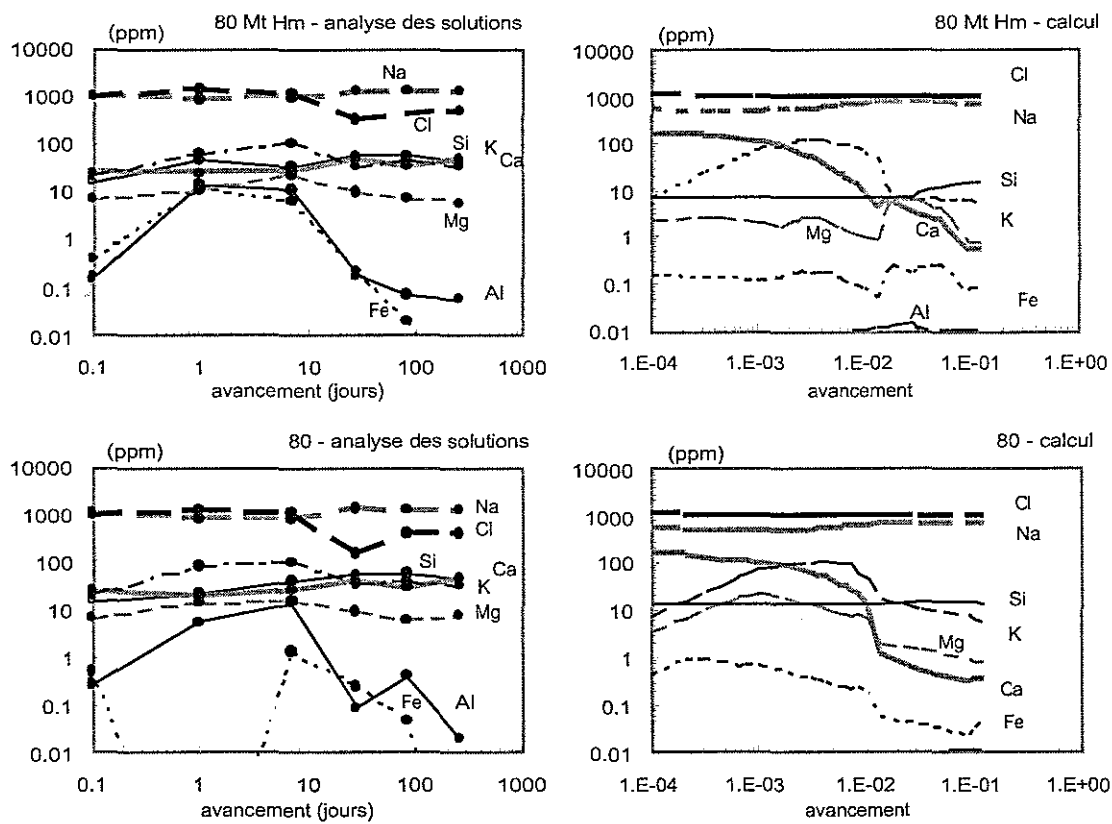 80 Mt Hm - analyse des solutions
(ppm)
10000
1000
100
10
1
0.1
0.01
Na
Cl
Si
K
Ca
Mg
Al
Fe
0.1 1 10 100 1000
avancement (jours)
80 Mt Hm - calcul
(ppm)
10000
1000
100
10
1
0.1
0.01
Cl
Na
Si
K
Mg
Ca
Fe
Al
1.E-04 1.E-03 1.E-02 1.E-01 1.E+00
avancement
80 - analyse des solutions
(ppm)
10000
1000
100
10
1
0.1
0.01
Na
Cl
Si
Ca
K
Mg
Fe
Al
0.1 1 10 100 1000
avancement (jours)
80 - calcul
(ppm)
10000
1000
100
10
1
0.1
0.01
Cl
Na
Si
K
Mg
Ca
Fe
1.E-04 1.E-03 1.E-02 1.E-01 1.E+00
avancement